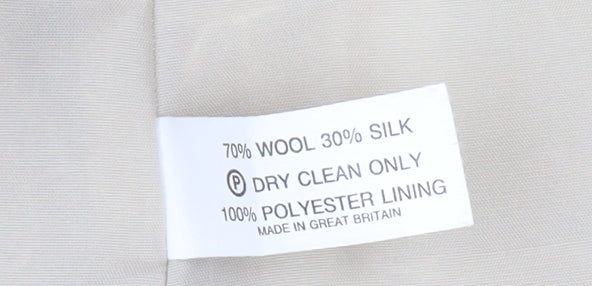 70% WOOL 30% SILK
Ⓟ DRY CLEAN ONLY
100% POLYESTER LINING
MADE IN GREAT BRITAIN